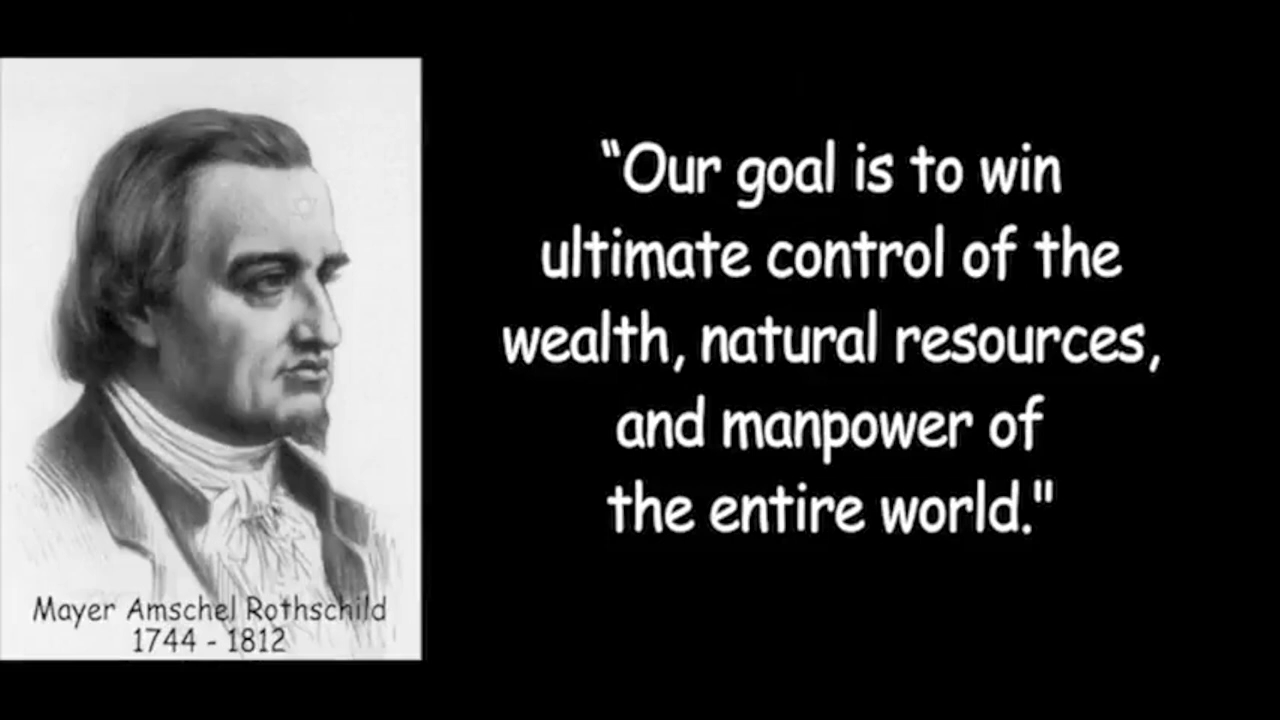 “Our goal is to win
ultimate control of the
wealth, natural resources,
and manpower of
the entire world."
Mayer Amschel Rothschild
1744 - 1812